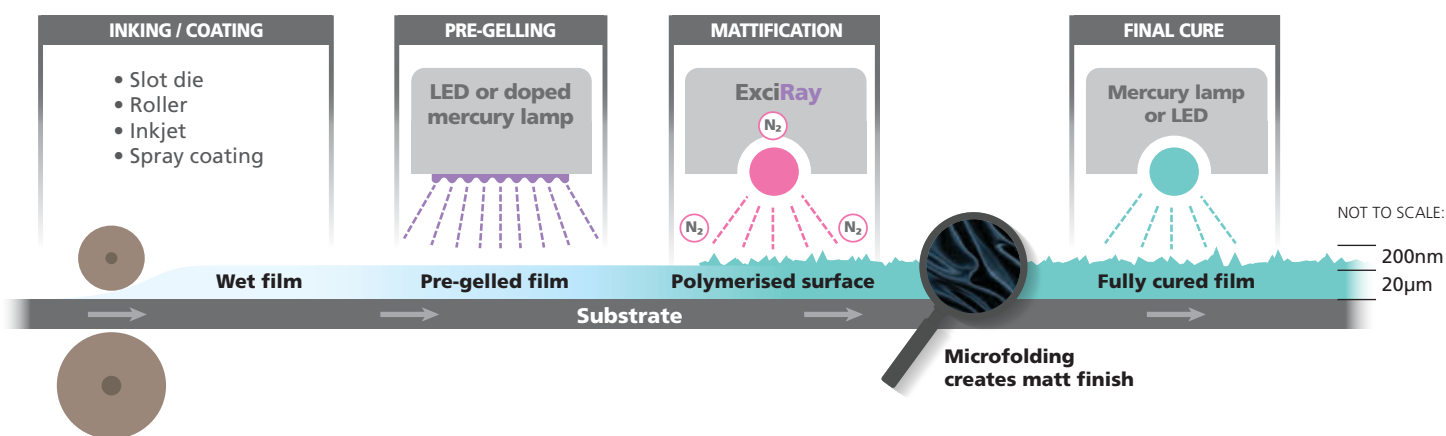 INKING / COATING
• Slot die
• Roller
• Inkjet
• Spray coating
PRE-GELLING
LED or doped
mercury lamp
MATTIFICATION
ExciRay
N₂
N₂
N₂
FINAL CURE
Mercury lamp
or LED
NOT TO SCALE:
200nm
20µm
Wet film
Pre-gelled film
Polymerised surface
Fully cured film
Substrate
Microfolding
creates matt finish